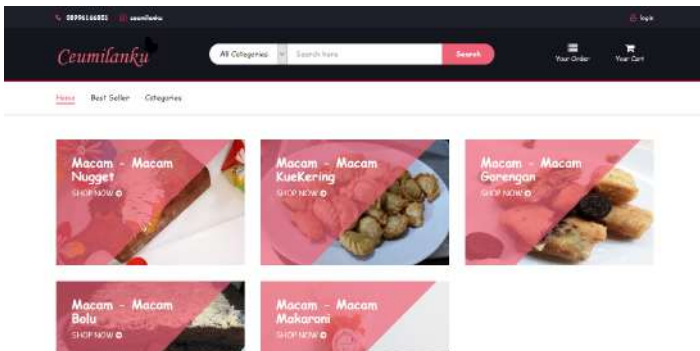 08996166851 ceumilanku login
Ceumilanku
All Categories Search here Search
Your Order Your Cart
Home Best Seller Categories
Macam - Macam
Nugget
SHOP NOW
Macam - Macam
KueKering
SHOP NOW
Macam - Macam
Gorengan
SHOP NOW
Macam - Macam
Bolu
SHOP NOW
Macam - Macam
Makaroni
SHOP NOW